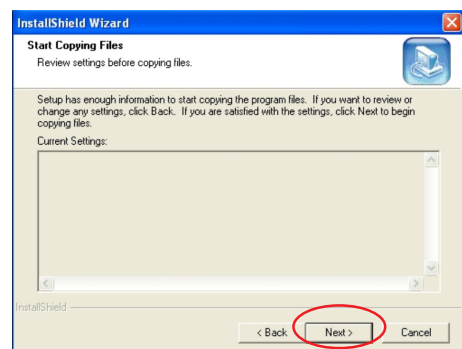 InstallShield Wizard
Start Copying Files
Review settings before copying files.
Setup has enough information to start copying the program files. If you want to review or
change any settings, click Back. If you are satisfied with the settings, click Next to begin
copying files.
Current Settings:
InstallShield
< Back Next > Cancel